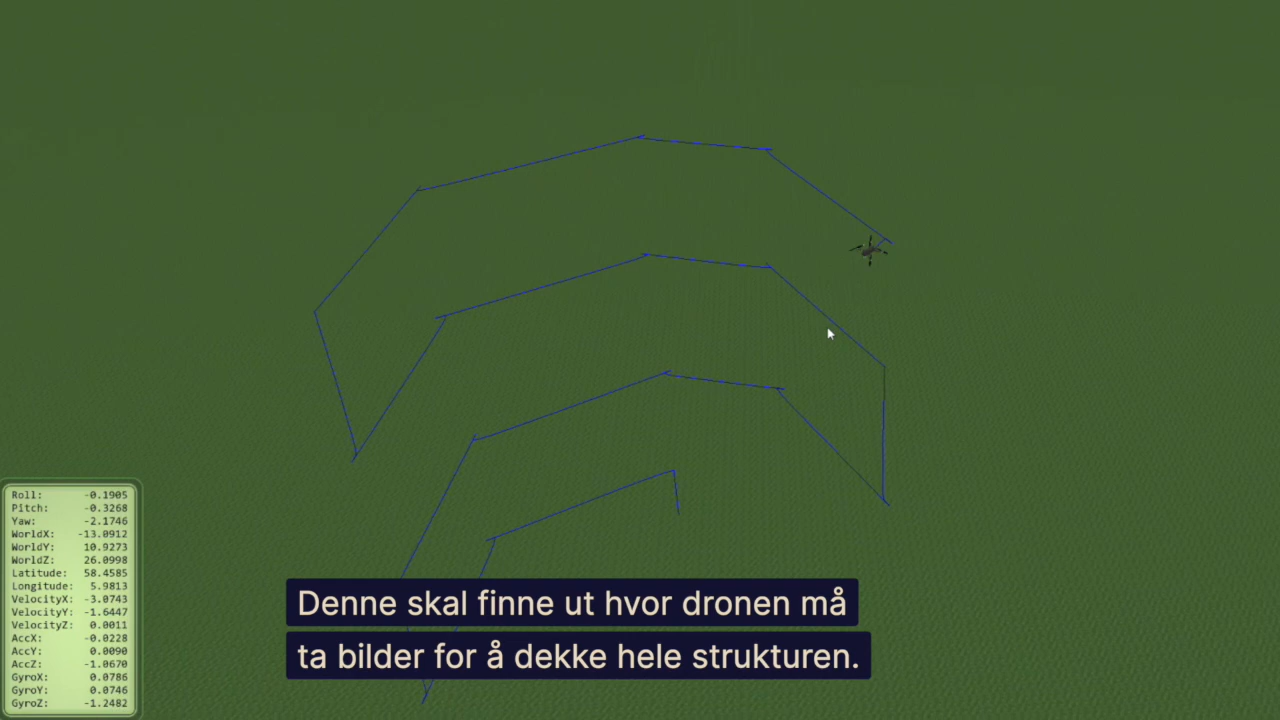 Roll: -0.1905
Pitch: -0.3268
Yaw: -2.1746
WorldX: -13.0912
WorldY: 10.9273
WorldZ: 26.0998
Latitude: 58.4585
Longitude: 5.9813
VelocityX: -3.0743
VelocityY: -1.6447
VelocityZ: 0.0011
AccX: -0.0228
AccY: 0.0090
AccZ: -1.0670
GyroX: 0.0786
GyroY: 0.0746
GyroZ: -1.2482
Denne skal finne ut hvor dronen må
ta bilder for å dekke hele strukturen.